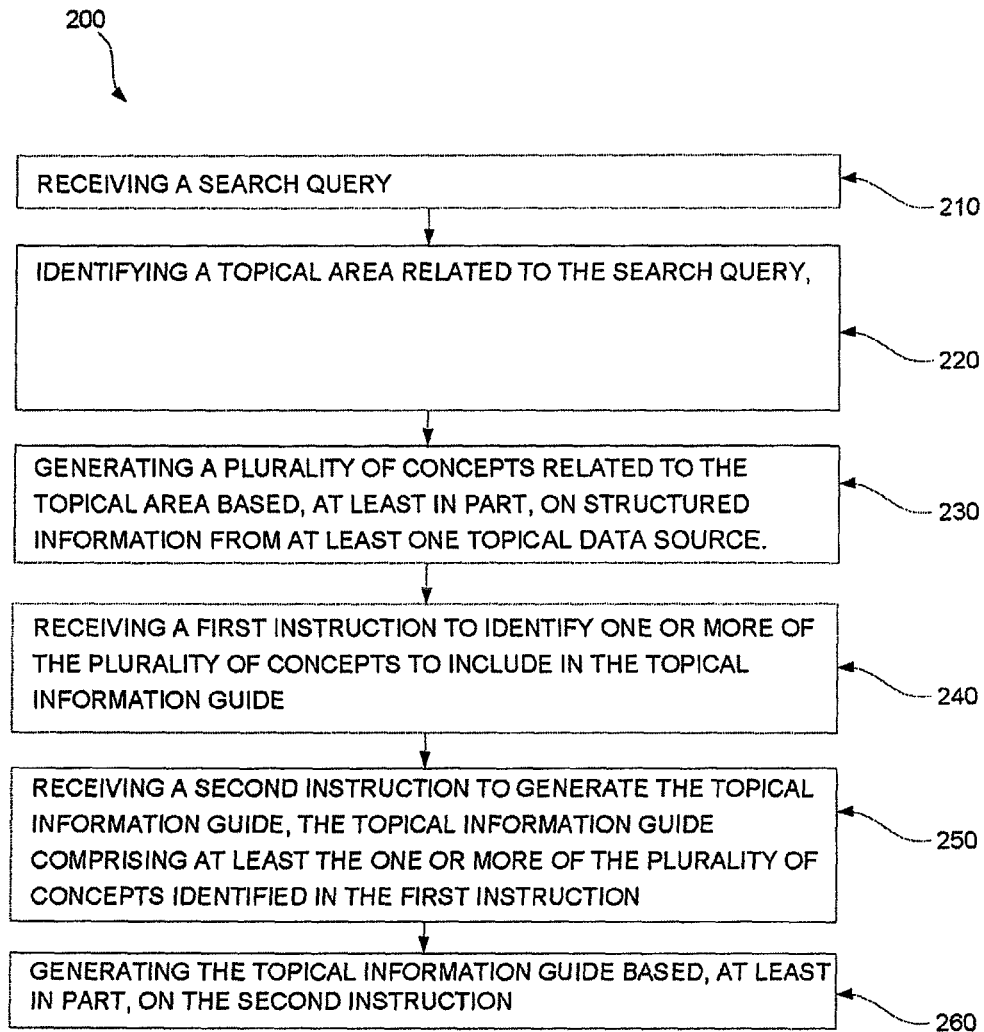 200
RECEIVING A SEARCH QUERY
210
IDENTIFYING A TOPICAL AREA RELATED TO THE SEARCH QUERY,
220
GENERATING A PLURALITY OF CONCEPTS RELATED TO THE
TOPICAL AREA BASED, AT LEAST IN PART, ON STRUCTURED
INFORMATION FROM AT LEAST ONE TOPICAL DATA SOURCE.
230
RECEIVING A FIRST INSTRUCTION TO IDENTIFY ONE OR MORE OF
THE PLURALITY OF CONCEPTS TO INCLUDE IN THE TOPICAL
INFORMATION GUIDE
240
RECEIVING A SECOND INSTRUCTION TO GENERATE THE TOPICAL
INFORMATION GUIDE, THE TOPICAL INFORMATION GUIDE
COMPRISING AT LEAST THE ONE OR MORE OF THE PLURALITY OF
CONCEPTS IDENTIFIED IN THE FIRST INSTRUCTION
250
GENERATING THE TOPICAL INFORMATION GUIDE BASED, AT LEAST
IN PART, ON THE SECOND INSTRUCTION
260